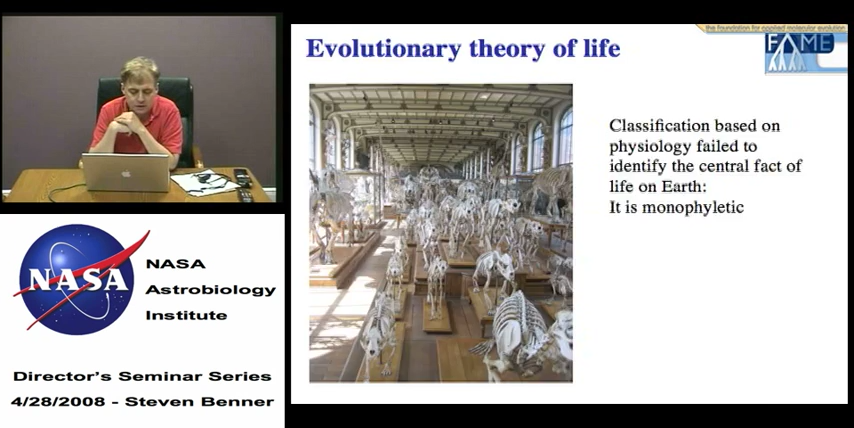 the foundation for applied molecular evolution
FAME
Evolutionary theory of life
Classification based on
physiology failed to
identify the central fact of
life on Earth:
It is monophyletic
NASA
NASA
Astrobiology
Institute
Director's Seminar Series
4/28/2008 - Steven Benner